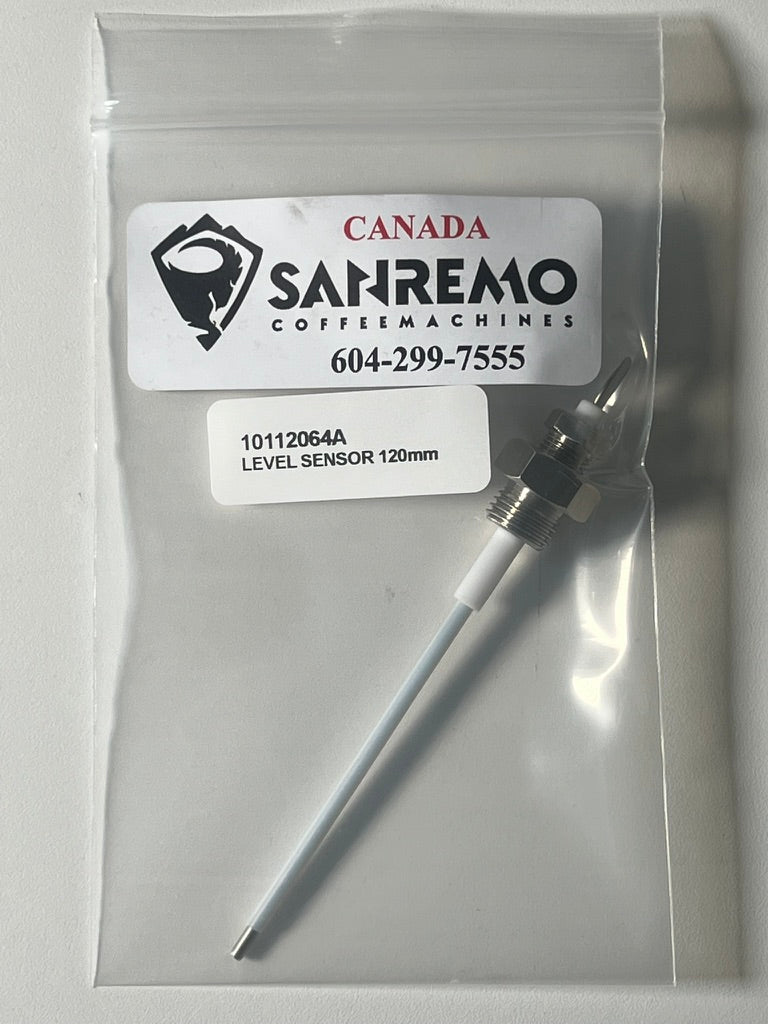 CANADA
SANREMO
COFFEEMACHINES
604-299-7555
10112064A
LEVEL SENSOR 120mm